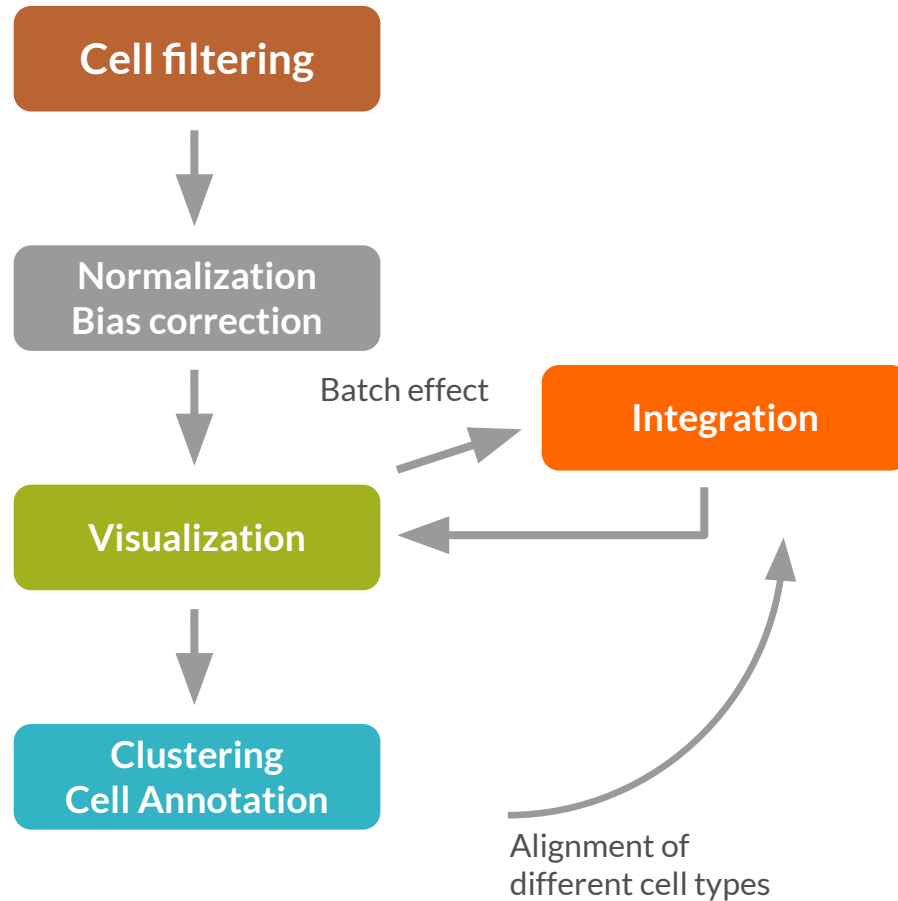 Cell filtering
Normalization
Bias correction
Batch effect
Integration
Visualization
Clustering
Cell Annotation
Alignment of
different cell types